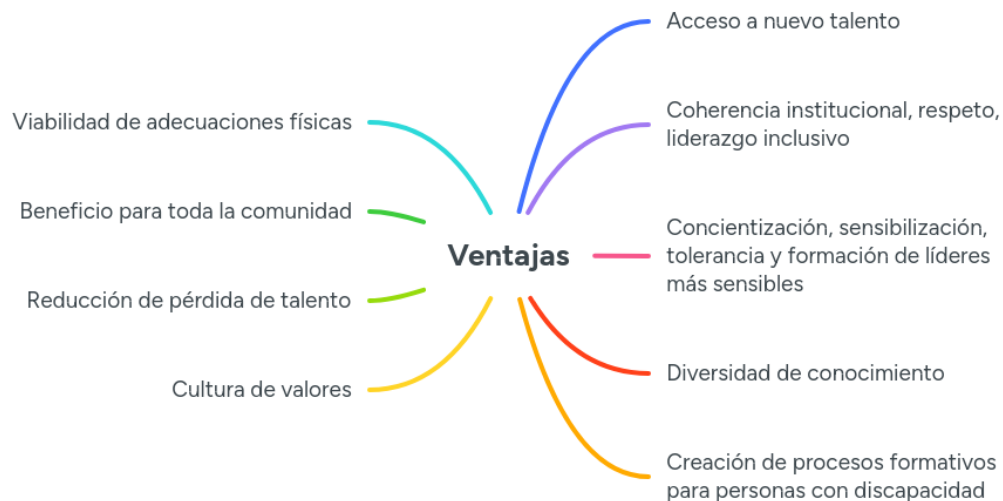 Ventajas
Acceso a nuevo talento
Coherencia institucional, respeto,
liderazgo inclusivo
Concientización, sensibilización,
tolerancia y formación de líderes
más sensibles
Diversidad de conocimiento
Creación de procesos formativos
para personas con discapacidad
Viabilidad de adecuaciones físicas
Beneficio para toda la comunidad
Reducción de pérdida de talento
Cultura de valores